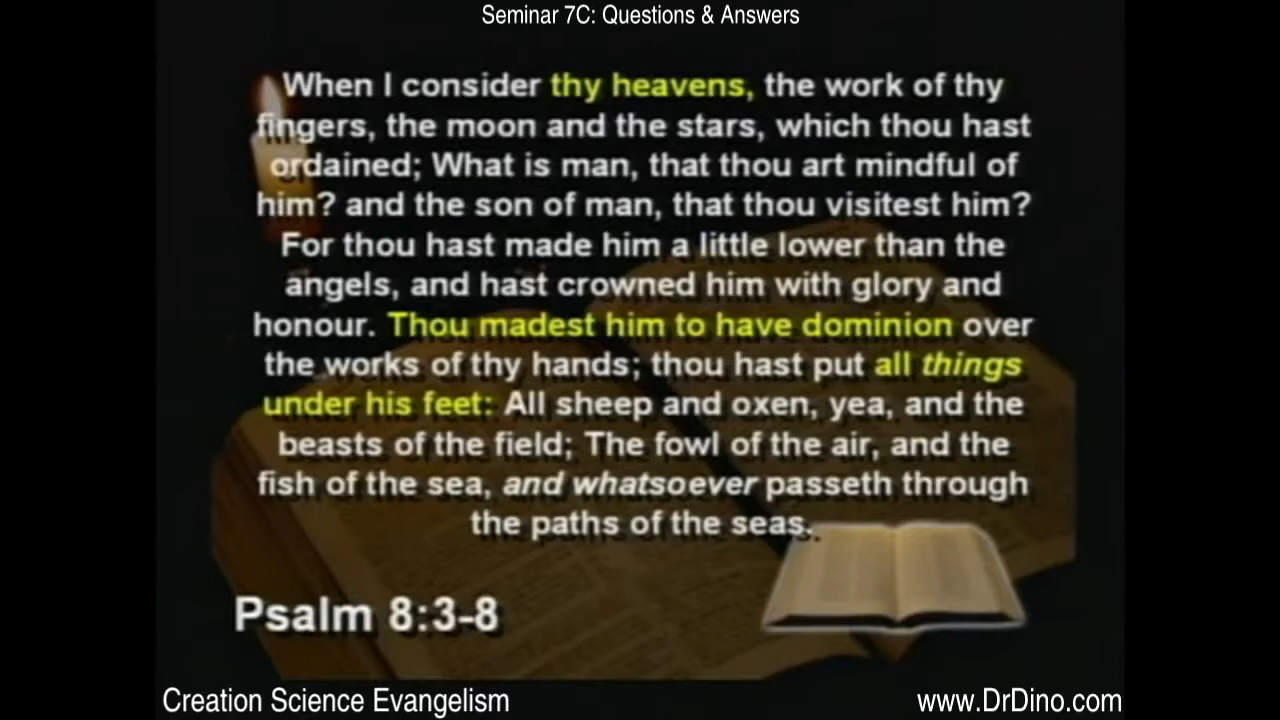 Seminar 7C: Questions & Answers
When I consider thy heavens, the work of thy
fingers, the moon and the stars, which thou hast
ordained; What is man, that thou art mindful of
him? and the son of man, that thou visitest him?
For thou hast made him a little lower than the
angels, and hast crowned him with glory and
honour. Thou madest him to have dominion over
the works of thy hands; thou hast put all things
under his feet: All sheep and oxen, yea, and the
beasts of the field; The fowl of the air, and the
fish of the sea, and whatsoever passeth through
the paths of the seas.
Psalm 8:3-8
Creation Science Evangelism
www.DrDino.com